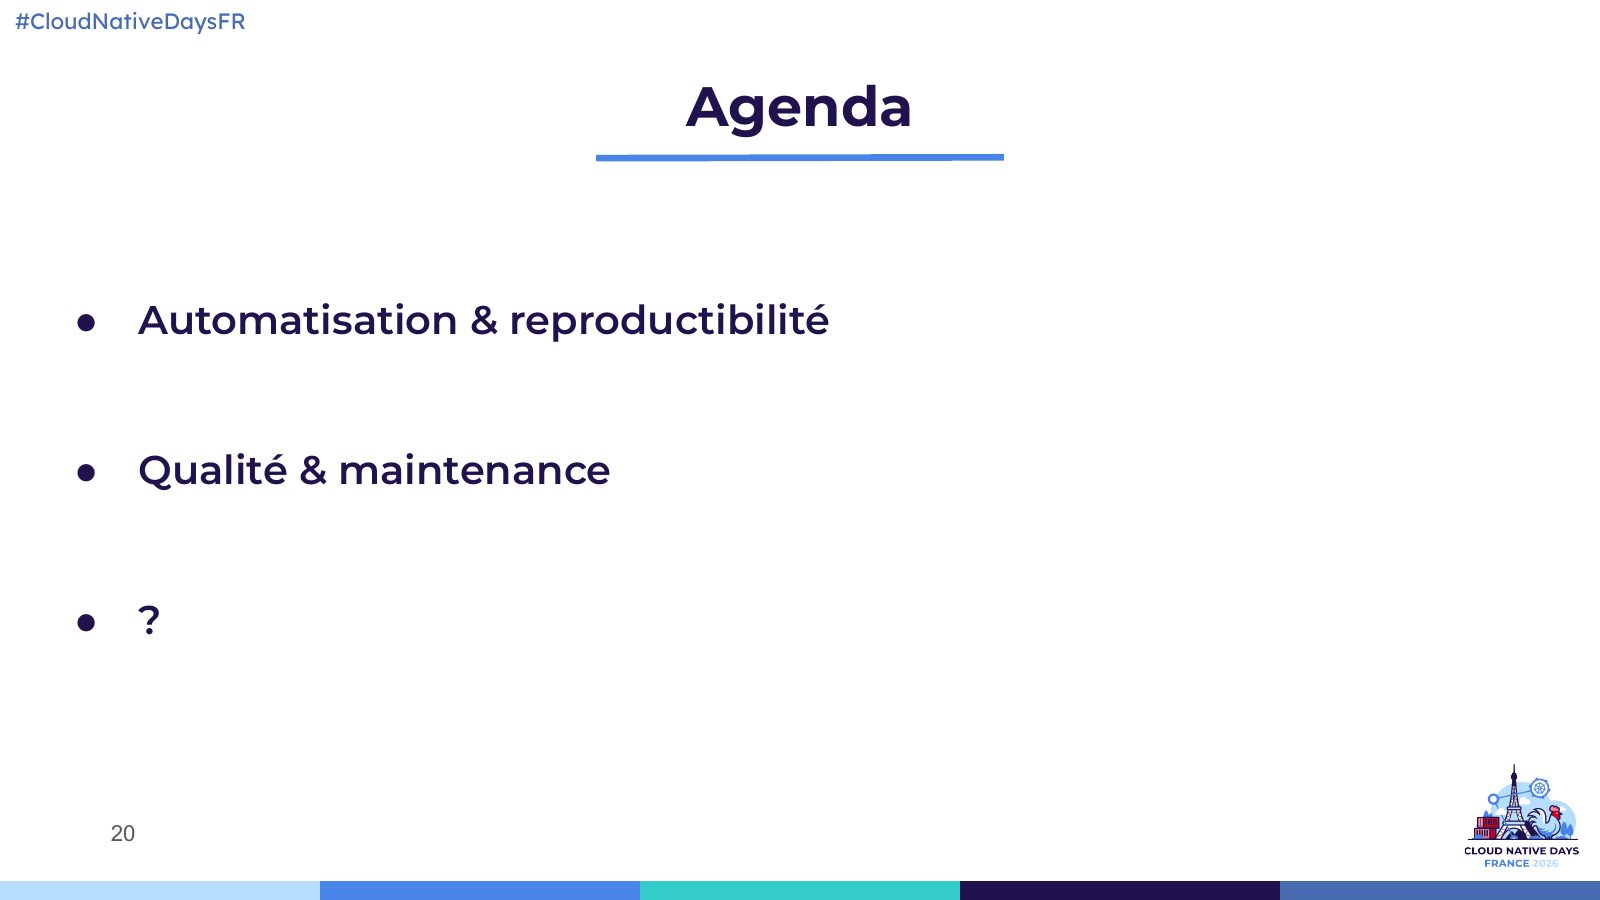 #CloudNativeDaysFR
Agenda
● Automatisation & reproductibilité
● Qualité & maintenance
● ?
20
CLOUD NATIVE DAYS
FRANCE 2026